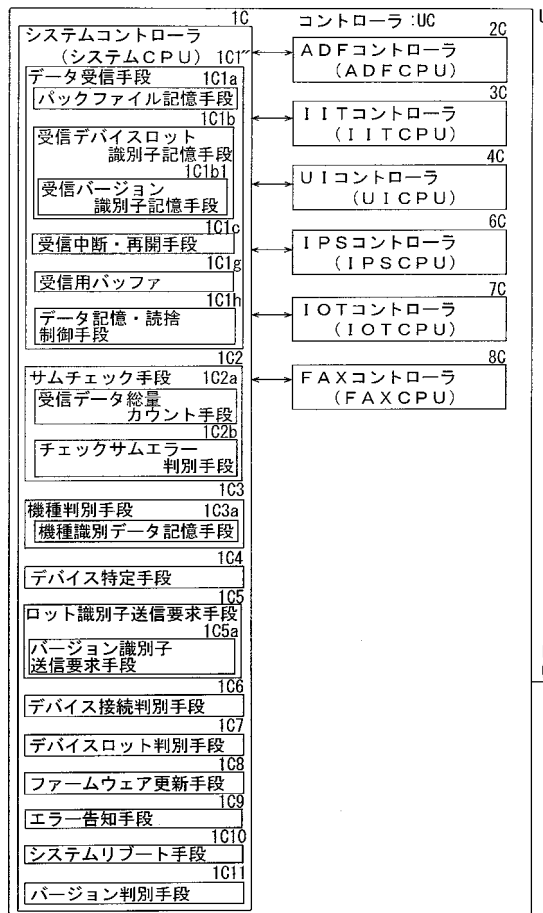 1C
システムコントローラ
(システムCPU) 1C1″
データ受信手段 1C1a
パックファイル記憶手段
1C1b
受信デバイスロット
識別子記憶手段
1C1b1
受信バージョン
識別子記憶手段
1C1c
受信中断・再開手段
1C1g
受信用バッファ
1C1h
データ記憶・読捨
制御手段
1C2
サムチェック手段 1C2a
受信データ総量
カウント手段
1C2b
チェックサムエラー
判別手段
1C3
機種判別手段 1C3a
機種識別データ記憶手段
1C4
デバイス特定手段
1C5
ロット識別子送信要求手段
1C5a
バージョン識別子
送信要求手段
1C6
デバイス接続判別手段
1C7
デバイスロット判別手段
1C8
ファームウェア更新手段
1C9
エラー告知手段
1C10
システムリブート手段
1C11
バージョン判別手段
コントローラ:UC
2C
ADFコントローラ
(ADFCPU)
3C
IITコントローラ
(IITCPU)
4C
UIコントローラ
(UICPU)
6C
IPSコントローラ
(IPSCPU)
7C
IOTコントローラ
(IOTCPU)
8C
FAXコントローラ
(FAXCPU)